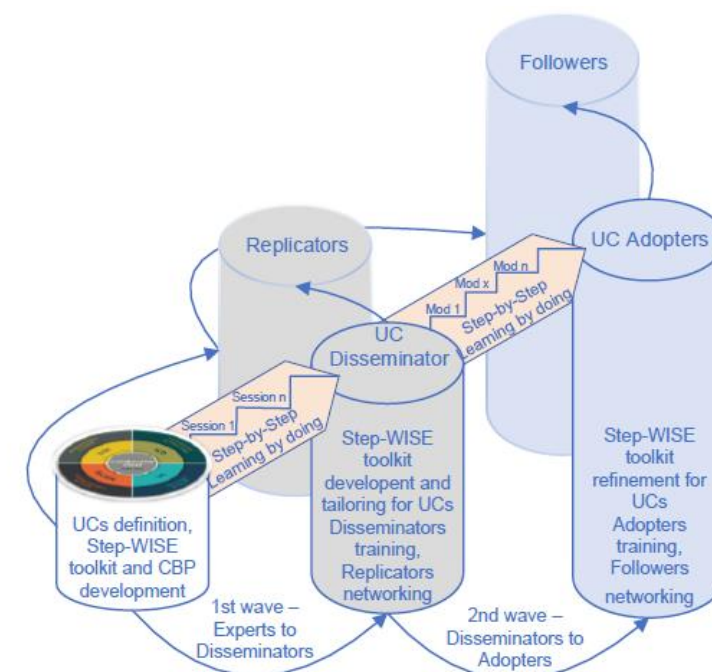 Followers
Replicators
UC Adopters
Mod 1
Mod x
Mod n
Step-by-Step
Learning by doing
UC
Disseminator
Session 1
Session n
Step-by-Step
Learning by doing
UCs definition,
Step-WISE
toolkit and CBP
development
Step-WISE
toolkit
developent and
tailoring for UCs
Disseminators
training,
Replicators
networking
Step-WISE
toolkit
refinement for
UCs
Adopters
training,
Followers
networking
1st wave –
Experts to
Disseminators
2nd wave –
Disseminators to
Adopters